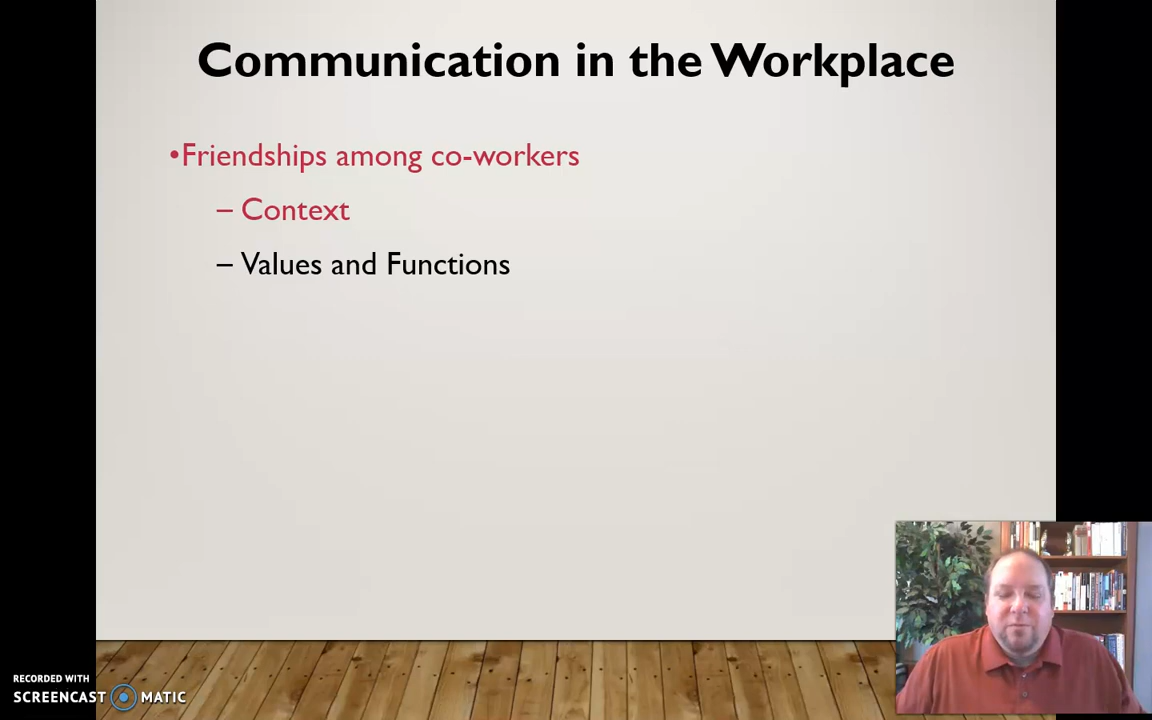 Communication in the Workplace
•Friendships among co-workers
– Context
– Values and Functions
RECORDED WITH
SCREENCAST MATIC